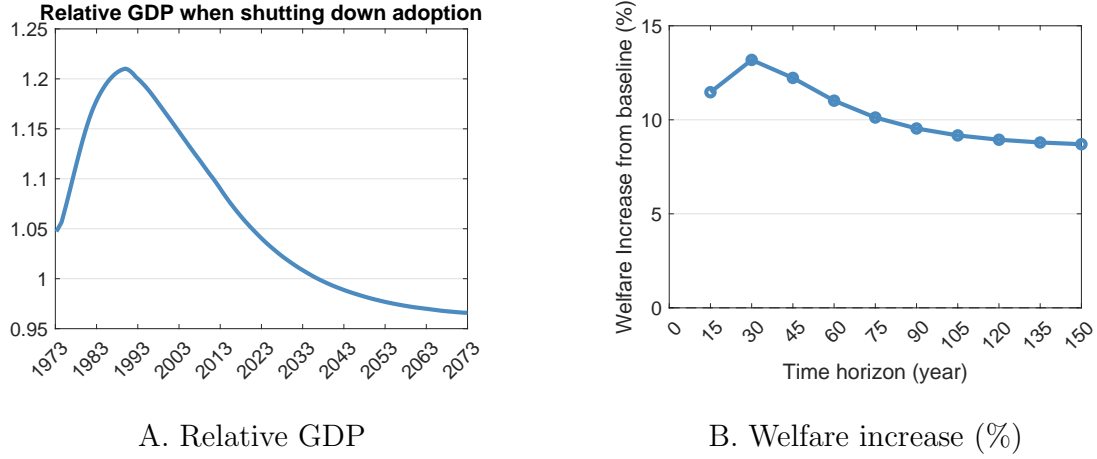 Relative GDP when shutting down adoption
1.25
1.2
1.15
1.1
1.05
1
0.95
1973 1983 1993 2003 2013 2023 2033 2043 2053 2063 2073
A. Relative GDP
Welfare Increase from baseline (%)
15
10
5
0
0 15 30 45 60 75 90 105 120 135 150
Time horizon (year)
B. Welfare increase (%)